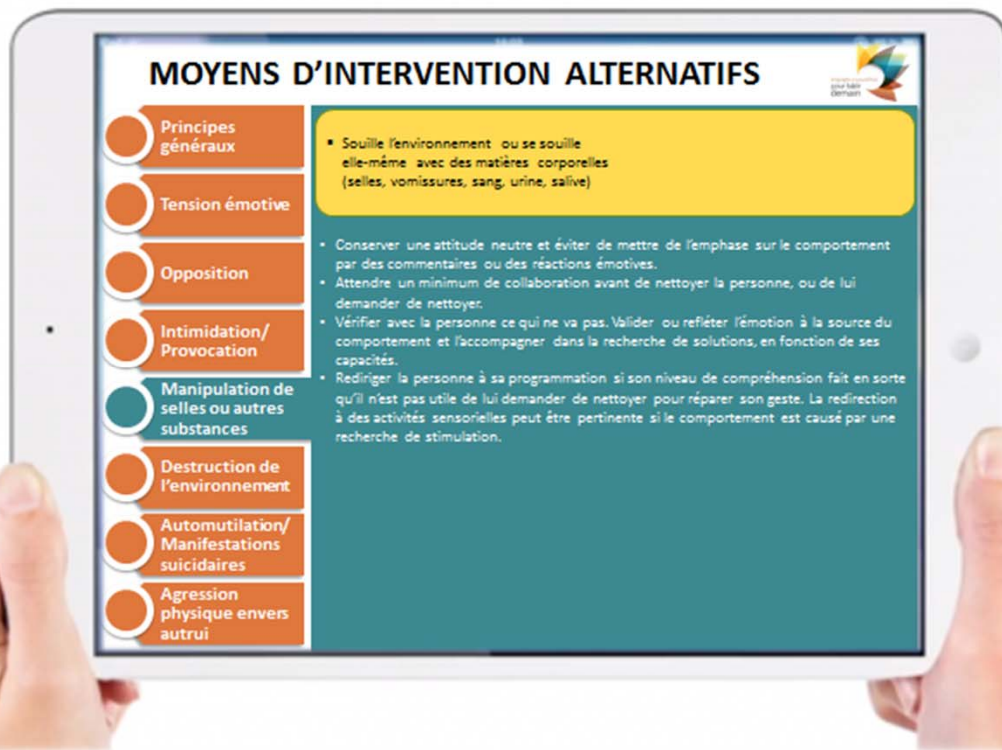 MOYENS D'INTERVENTION ALTERNATIFS
pour bâtir
demain
Principes
généraux
Tension émotive
Opposition
Intimidation/
Provocation
Manipulation de
selles ou autres
substances
Destruction de
l'environnement
Automutilation/
Manifestations
suicidaires
Agression
physique envers
autrui
▪ Souille l'environnement ou se souille
elle-même avec des matières corporelles
(selles, vomissures, sang, urine, salive)
• Conserver une attitude neutre et éviter de mettre de l'emphase sur le comportement
par des commentaires ou des réactions émotives.
• Attendre un minimum de collaboration avant de nettoyer la personne, ou de lui
demander de nettoyer.
• Vérifier avec la personne ce qui ne va pas. Valider ou refléter l'émotion à la source du
comportement et l'accompagner dans la recherche de solutions, en fonction de ses
capacités.
• Rediriger la personne à sa programmation si son niveau de compréhension fait en sorte
qu'il n'est pas utile de lui demander de nettoyer pour réparer son geste. La redirection
à des activités sensorielles peut être pertinente si le comportement est causé par une
recherche de stimulation.